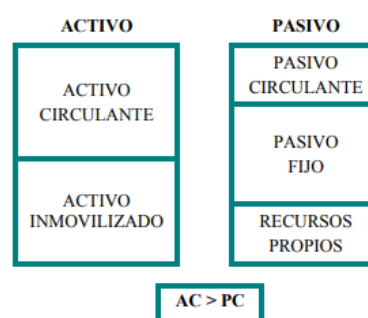 ACTIVO
ACTIVO
CIRCULANTE
ACTIVO
INMOVILIZADO
PASIVO
PASIVO
CIRCULANTE
PASIVO
FIJO
RECURSOS
PROPIOS
AC > PC